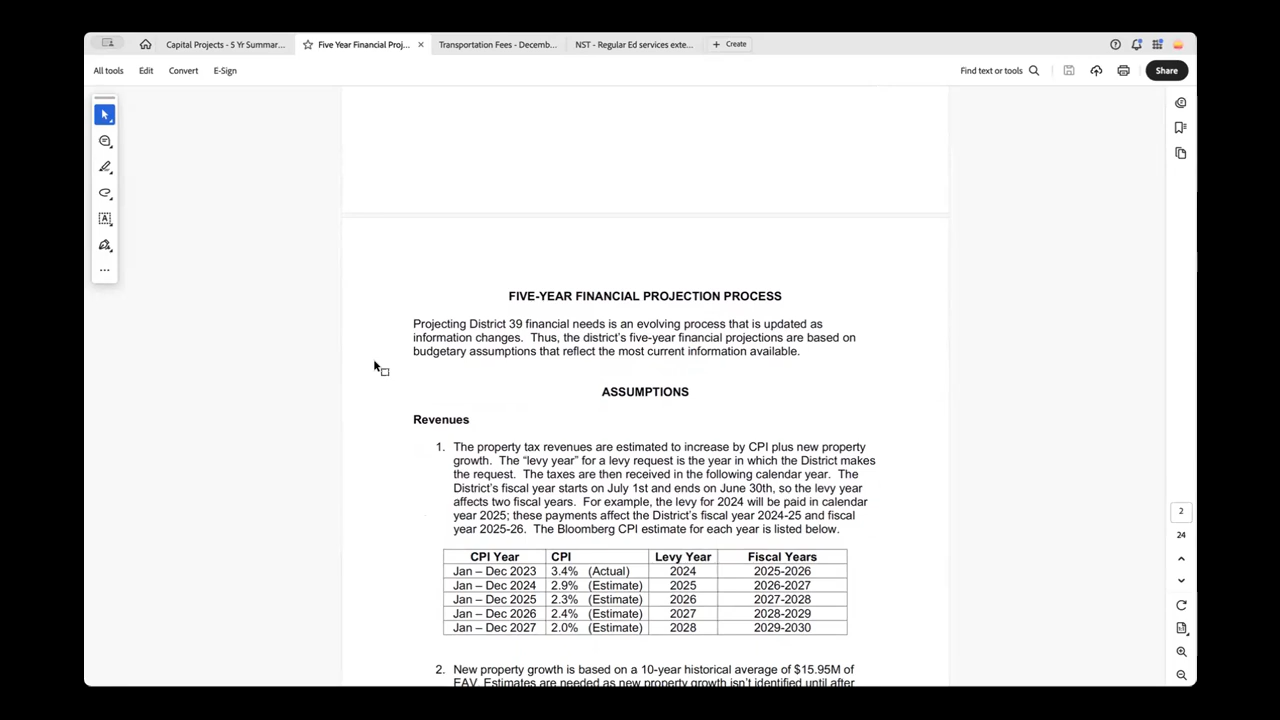 Capital Projects - 5 Yr Summar...
Five Year Financial Proj...
Transportation Fees - Decemb...
NST - Regular Ed services exte...
+ Create
All tools
Edit
Convert
E-Sign
Find text or tools
Share
FIVE-YEAR FINANCIAL PROJECTION PROCESS
Projecting District 39 financial needs is an evolving process that is updated as
information changes. Thus, the district's five-year financial projections are based on
budgetary assumptions that reflect the most current information available.
ASSUMPTIONS
Revenues
1. The property tax revenues are estimated to increase by CPI plus new property
growth. The "levy year" for a levy request is the year in which the District makes
the request. The taxes are then received in the following calendar year. The
District's fiscal year starts on July 1st and ends on June 30th, so the levy year
affects two fiscal years. For example, the levy for 2024 will be paid in calendar
year 2025; these payments affect the District's fiscal year 2024-25 and fiscal
year 2025-26. The Bloomberg CPI estimate for each year is listed below.
CPI Year CPI Levy Year Fiscal Years
Jan – Dec 2023 3.4% (Actual) 2024 2025-2026
Jan – Dec 2024 2.9% (Estimate) 2025 2026-2027
Jan – Dec 2025 2.3% (Estimate) 2026 2027-2028
Jan – Dec 2026 2.4% (Estimate) 2027 2028-2029
Jan – Dec 2027 2.0% (Estimate) 2028 2029-2030
2. New property growth is based on a 10-year historical average of $15.95M of
EAV. Estimates are needed as new property growth isn't identified until after
2
24